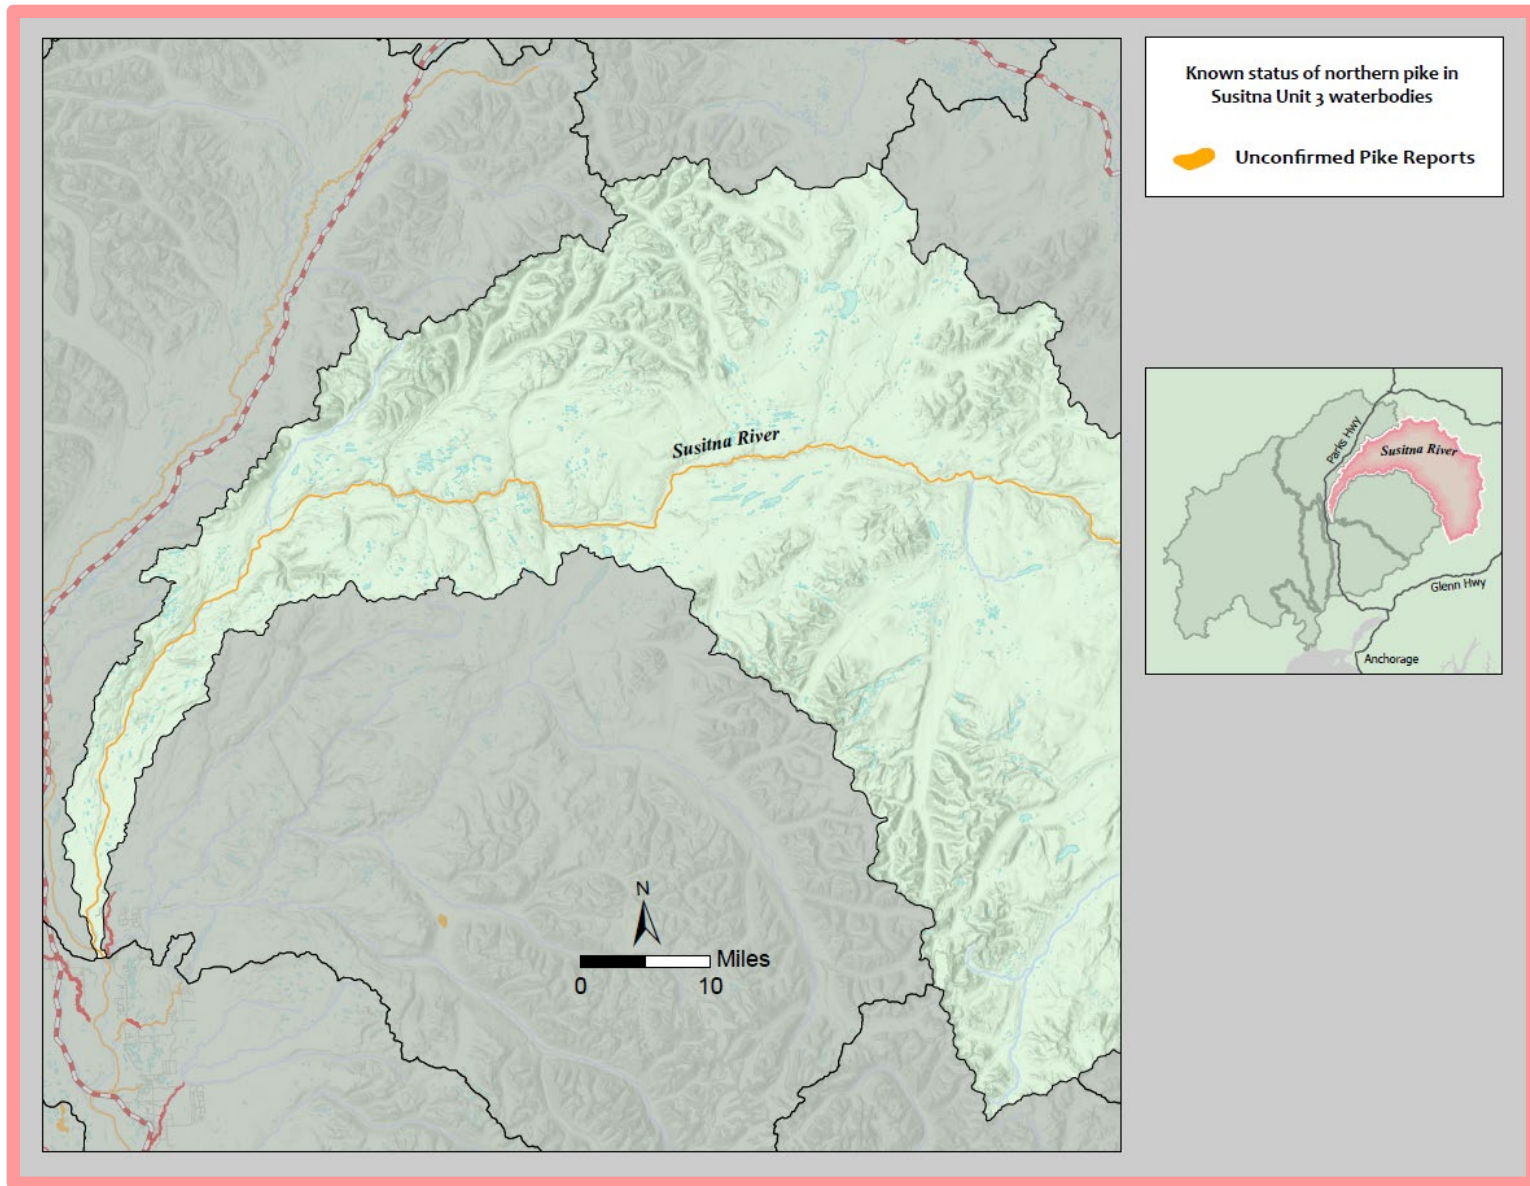 Known status of northern pike in
Susitna Unit 3 waterbodies
Unconfirmed Pike Reports
Susitna River
N
Miles
0 10
Parks Hwy
Susitna River
Glenn Hwy
Anchorage